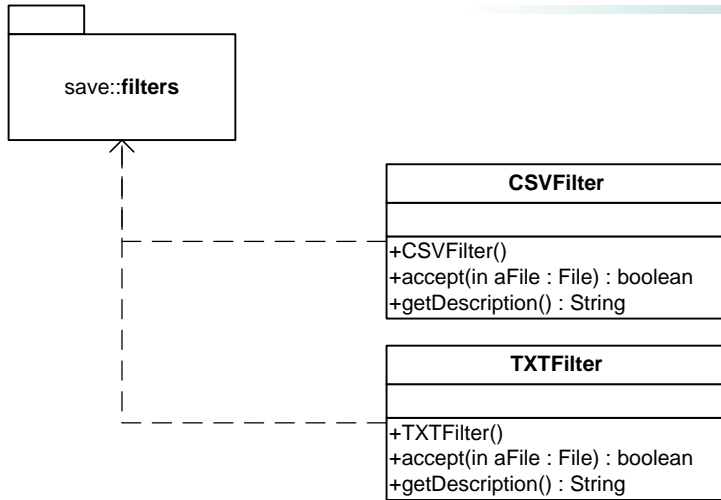 save::filters
CSVFilter
+CSVFilter()
+accept(in aFile : File) : boolean
+getDescription() : String
TXTFilter
+TXTFilter()
+accept(in aFile : File) : boolean
+getDescription() : String